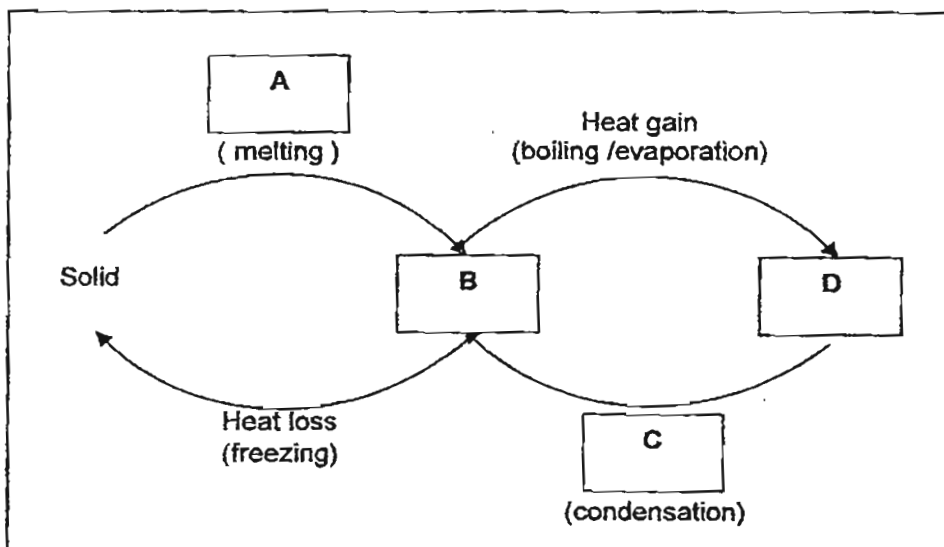 A
( melting )
Heat gain
(boiling /evaporation)
Solid
B
D
Heat loss
(freezing)
C
(condensation)